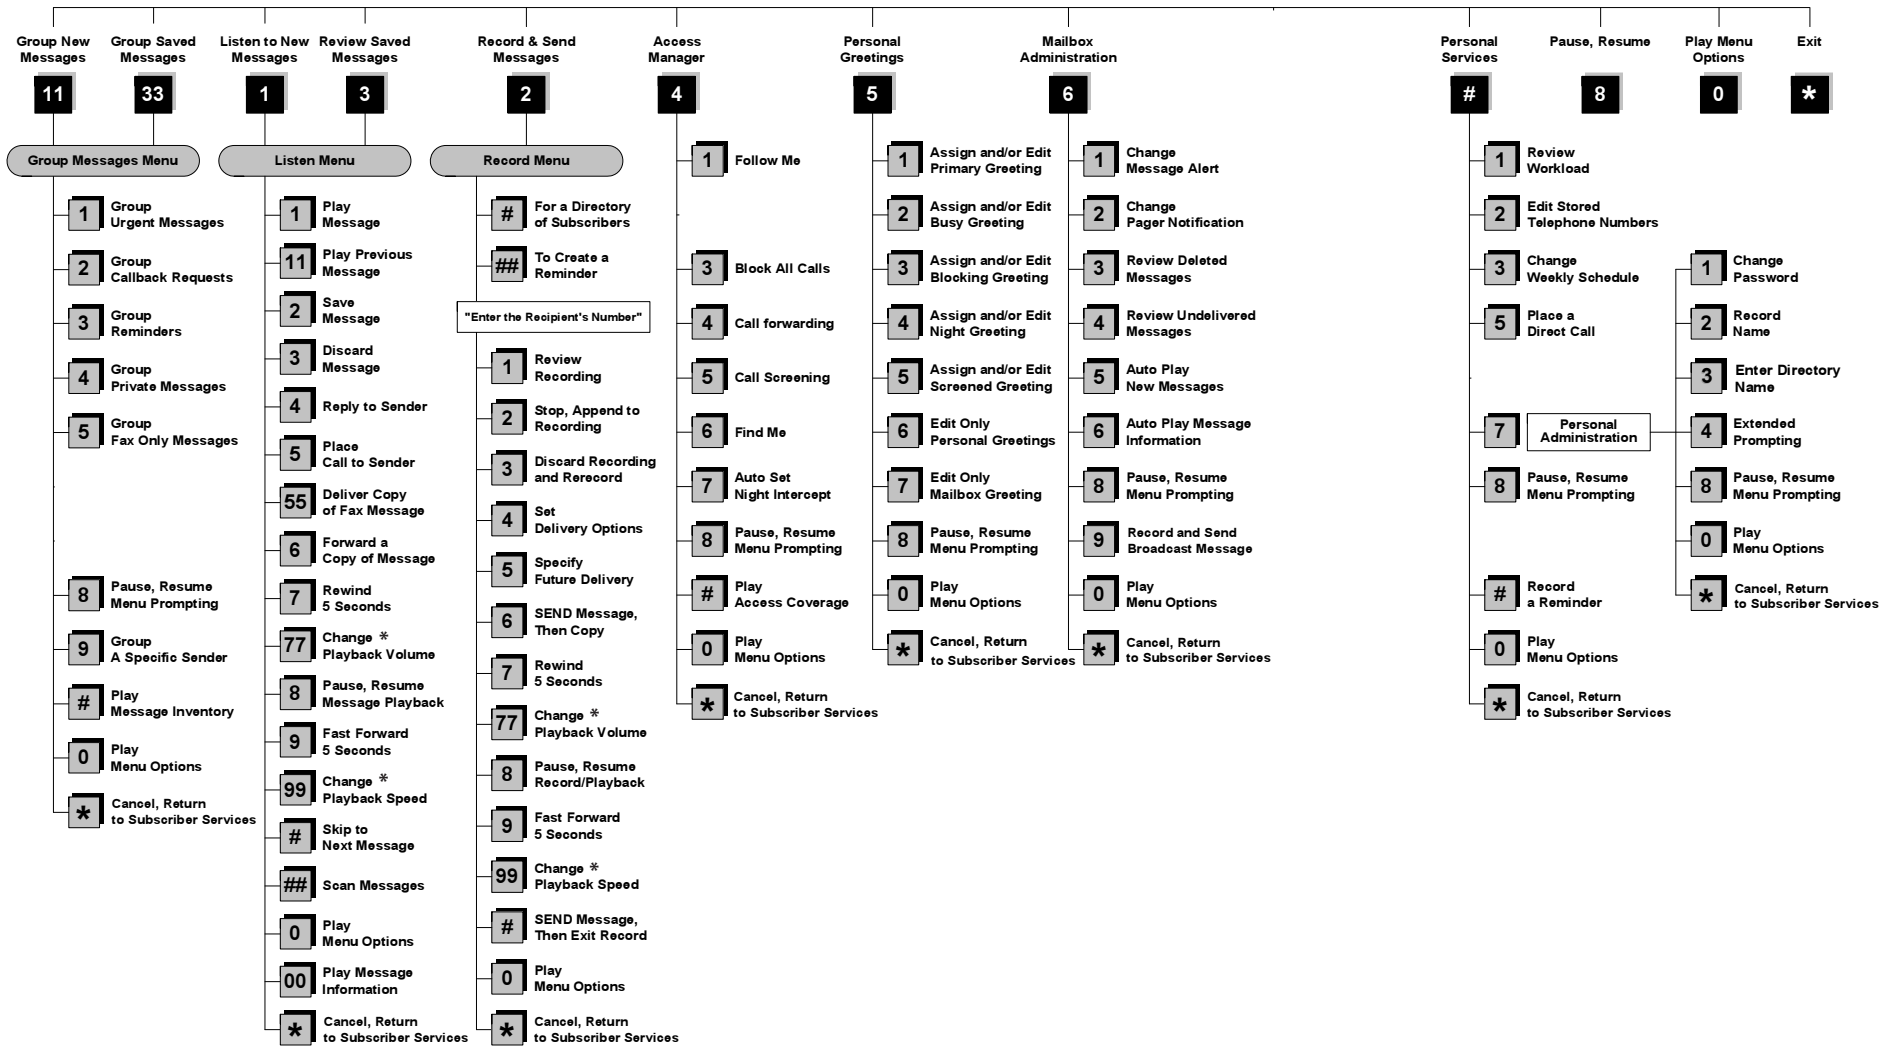 Group New
Messages
11
Group Saved
Messages
33
Listen to New
Messages
1
Review Saved
Messages
3
Record & Send
Messages
2
Access
Manager
4
Personal
Greetings
5
Mailbox
Administration
6
Personal
Services
#
Pause, Resume
8
Play Menu
Options
0
Exit
*
Group Messages Menu
1
Group
Urgent Messages
2
Group
Callback Requests
3
Group
Reminders
4
Group
Private Messages
5
Group
Fax Only Messages
8
Pause, Resume
Menu Prompting
9
Group
A Specific Sender
#
Play
Message Inventory
0
Play
Menu Options
*
Cancel, Return
to Subscriber Services
Listen Menu
1
Play
Message
11
Play Previous
Message
2
Save
Message
3
Discard
Message
4
Reply to Sender
5
Place
Call to Sender
55
Deliver Copy
of Fax Message
6
Forward a
Copy of Message
7
Rewind
5 Seconds
77
Change *
Playback Volume
8
Pause, Resume
Message Playback
9
Fast Forward
5 Seconds
99
Change *
Playback Speed
#
Skip to
Next Message
##
Scan Messages
0
Play
Menu Options
00
Play Message
Information
*
Cancel, Return
to Subscriber Services
Record Menu
#
For a Directory
of Subscribers
##
To Create a
Reminder
"Enter the Recipient's Number"
1
Review
Recording
2
Stop, Append to
Recording
3
Discard Recording
and Rerecord
4
Set
Delivery Options
5
Specify
Future Delivery
6
SEND Message,
Then Copy
7
Rewind
5 Seconds
77
Change *
Playback Volume
8
Pause, Resume
Record/Playback
9
Fast Forward
5 Seconds
99
Change *
Playback Speed
#
SEND Message,
Then Exit Record
0
Play
Menu Options
*
Cancel, Return
to Subscriber Services
1
Follow Me
3
Block All Calls
4
Call forwarding
5
Call Screening
6
Find Me
7
Auto Set
Night Intercept
8
Pause, Resume
Menu Prompting
#
Play
Access Coverage
0
Play
Menu Options
*
Cancel, Return
to Subscriber Services
1
Assign and/or Edit
Primary Greeting
2
Assign and/or Edit
Busy Greeting
3
Assign and/or Edit
Blocking Greeting
4
Assign and/or Edit
Night Greeting
5
Assign and/or Edit
Screened Greeting
6
Edit Only
Personal Greetings
7
Edit Only
Mailbox Greeting
8
Pause, Resume
Menu Prompting
0
Play
Menu Options
*
Cancel, Return
to Subscriber Services
1
Change
Message Alert
2
Change
Pager Notification
3
Review Deleted
Messages
4
Review Undelivered
Messages
5
Auto Play
New Messages
6
Auto Play Message
Information
8
Pause, Resume
Menu Prompting
9
Record and Send
Broadcast Message
0
Play
Menu Options
*
Cancel, Return
to Subscriber Services
1
Review
Workload
2
Edit Stored
Telephone Numbers
3
Change
Weekly Schedule
5
Place a
Direct Call
7
Personal
Administration
8
Pause, Resume
Menu Prompting
#
Record
a Reminder
0
Play
Menu Options
*
Cancel, Return
to Subscriber Services
1
Change
Password
2
Record
Name
3
Enter Directory
Name
4
Extended
Prompting
8
Pause, Resume
Menu Prompting
0
Play
Menu Options
*
Cancel, Return
to Subscriber Services